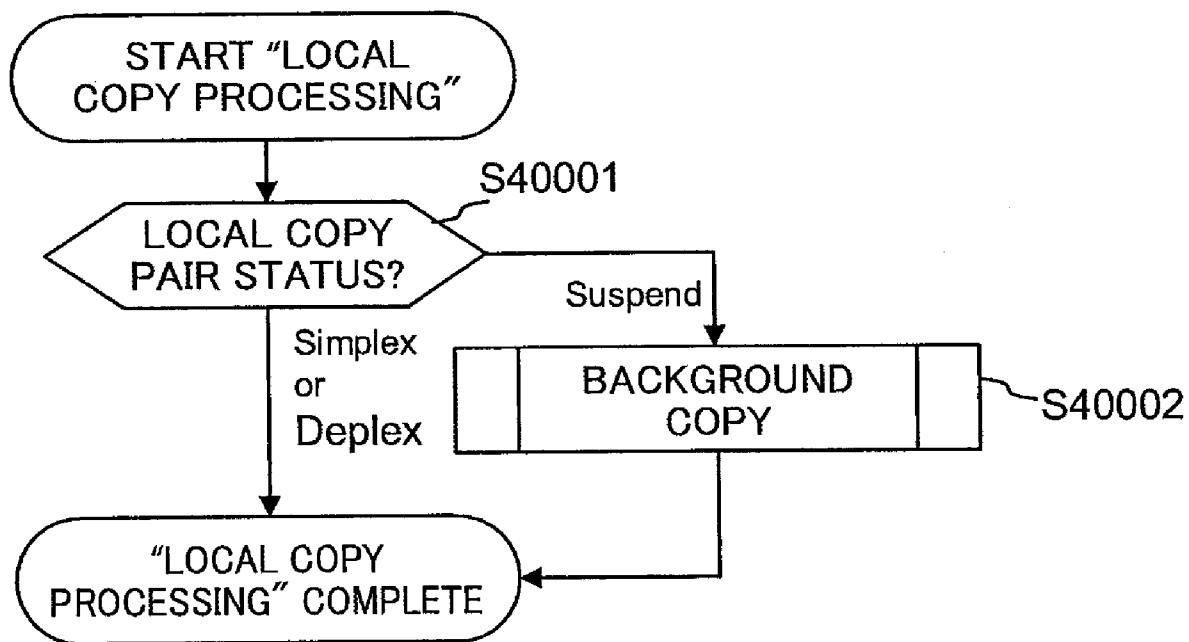 START “LOCAL
COPY PROCESSING”
S40001
LOCAL COPY
PAIR STATUS?
Suspend
Simplex
or
Deplex
BACKGROUND
COPY
S40002
“LOCAL COPY
PROCESSING” COMPLETE